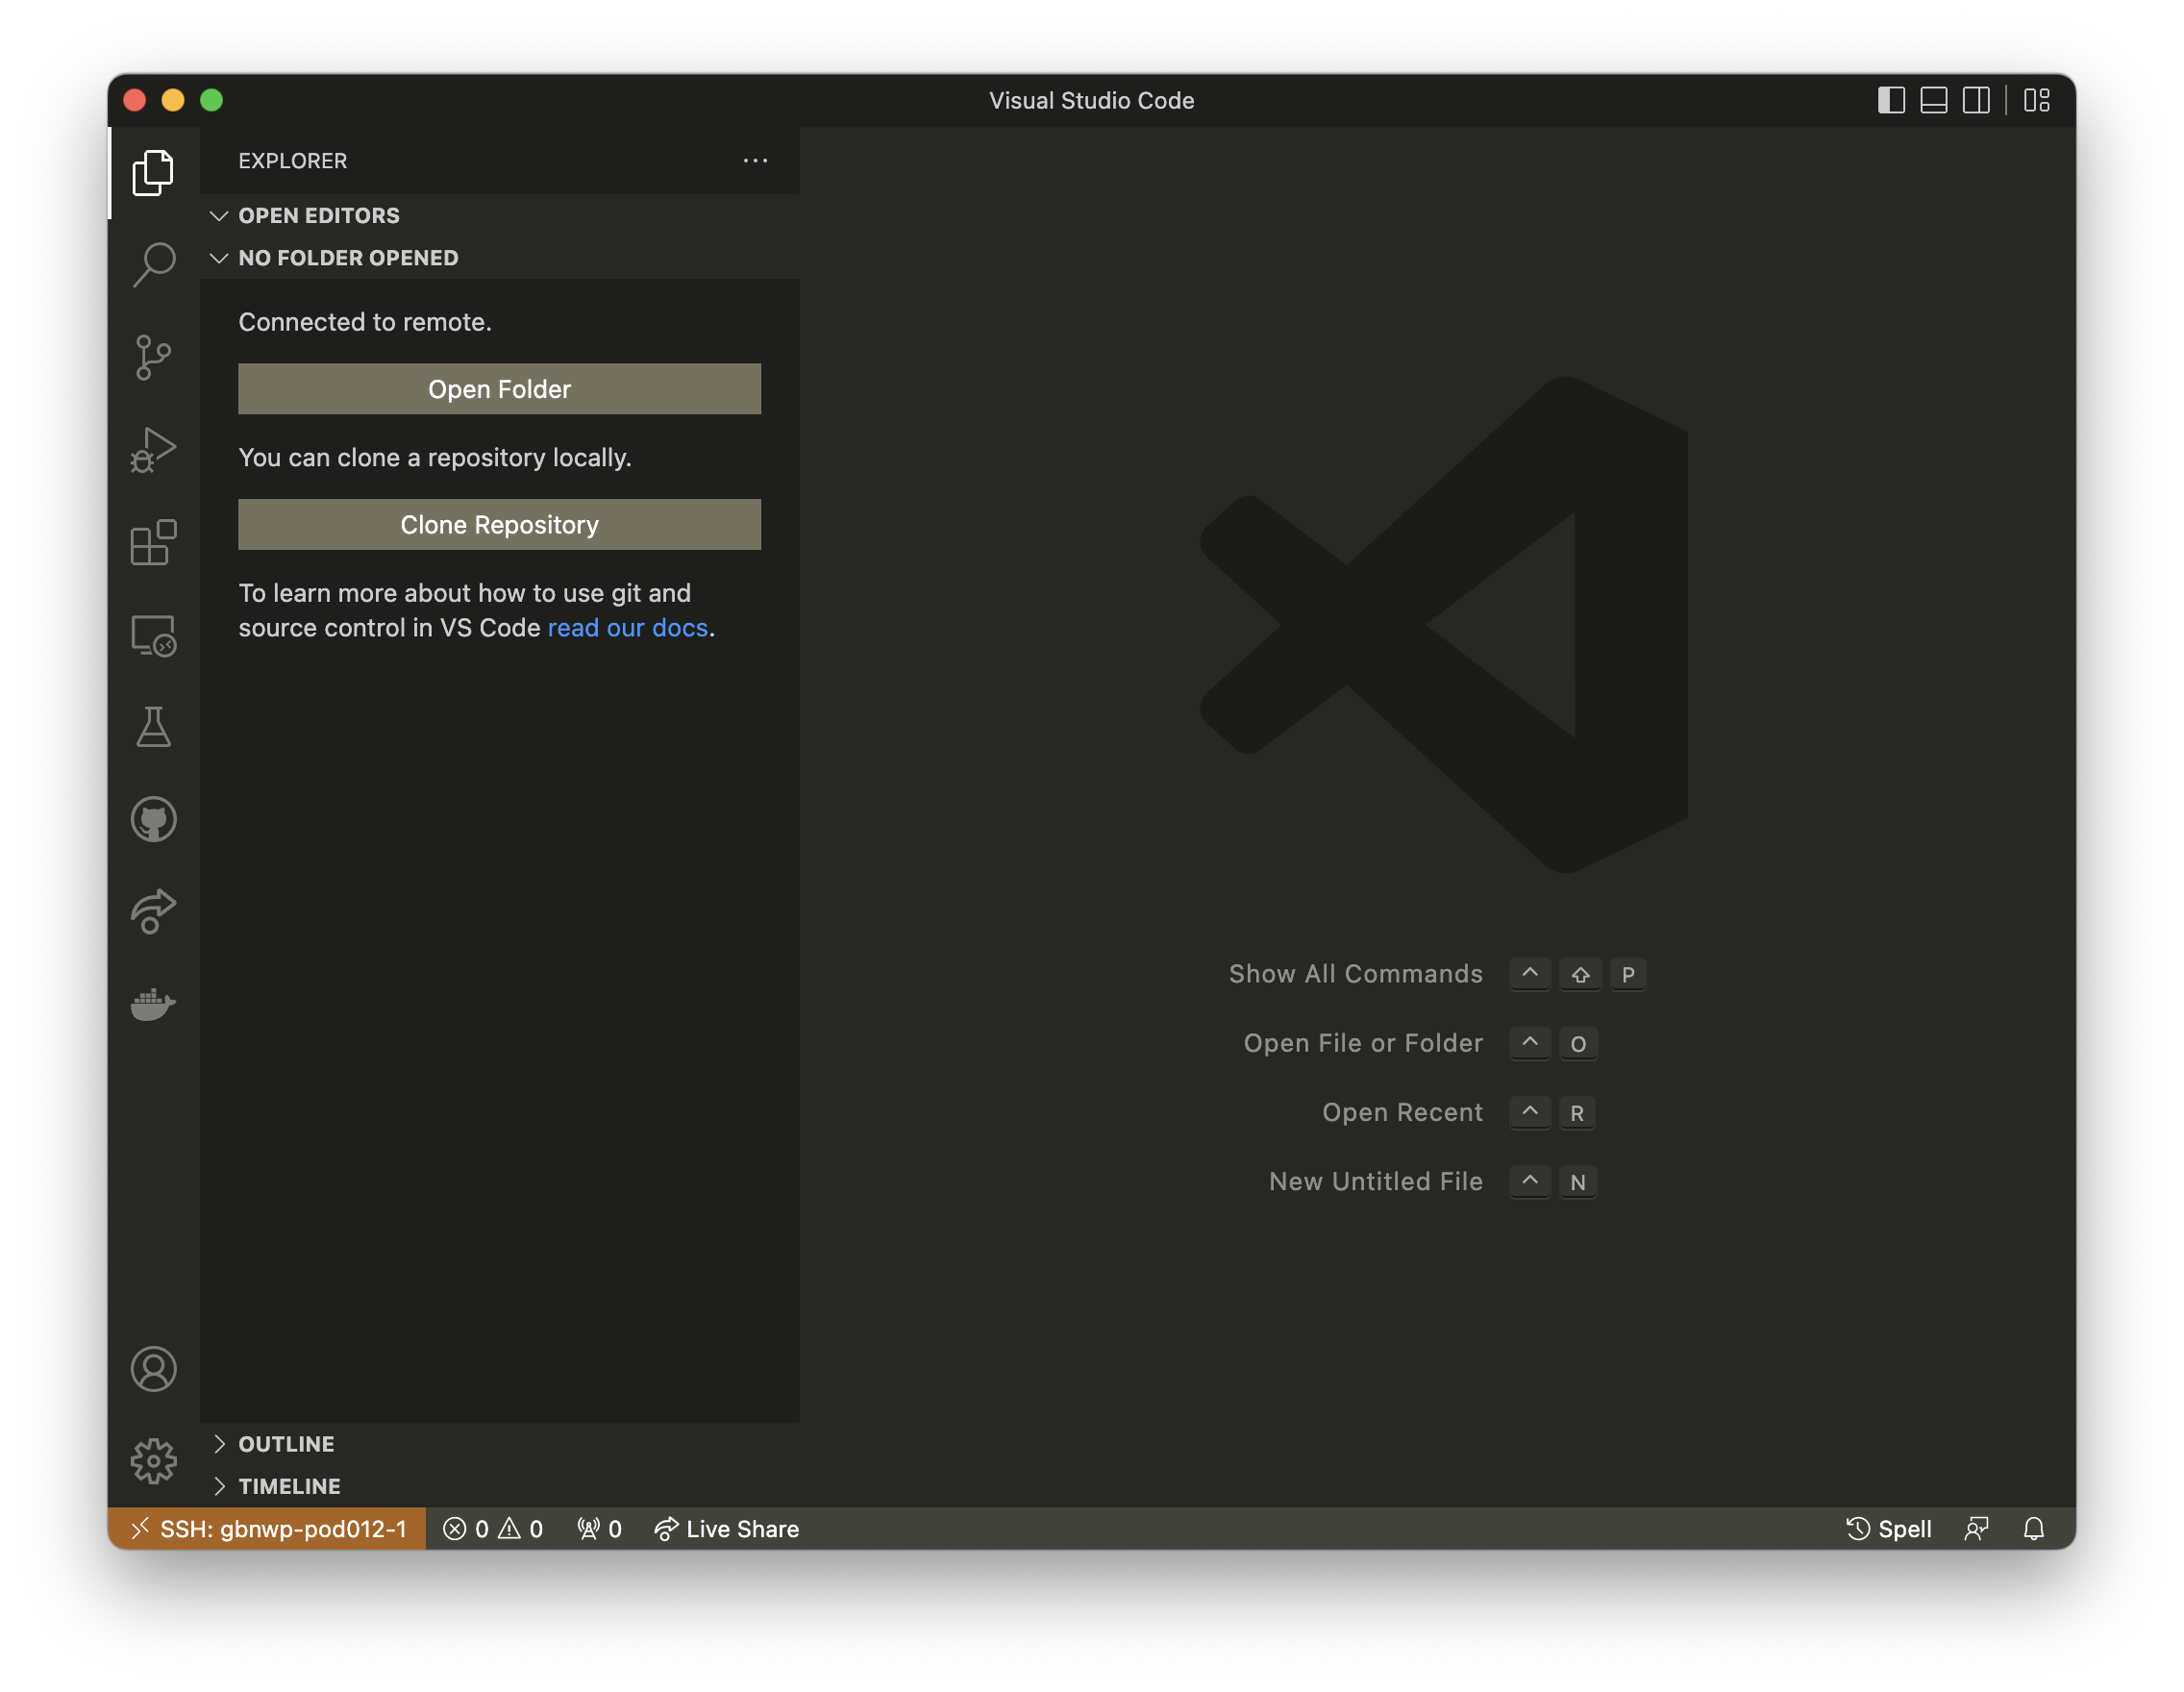 Visual Studio Code
EXPLORER
OPEN EDITORS
NO FOLDER OPENED
Connected to remote.
Open Folder
You can clone a repository locally.
Clone Repository
To learn more about how to use git and
source control in VS Code read our docs.
Show All Commands ^ ⇧ P
Open File or Folder ^ O
Open Recent ^ R
New Untitled File ^ N
OUTLINE
TIMELINE
SSH: gbnwp-pod012-1 0 0 0 Live Share Spell